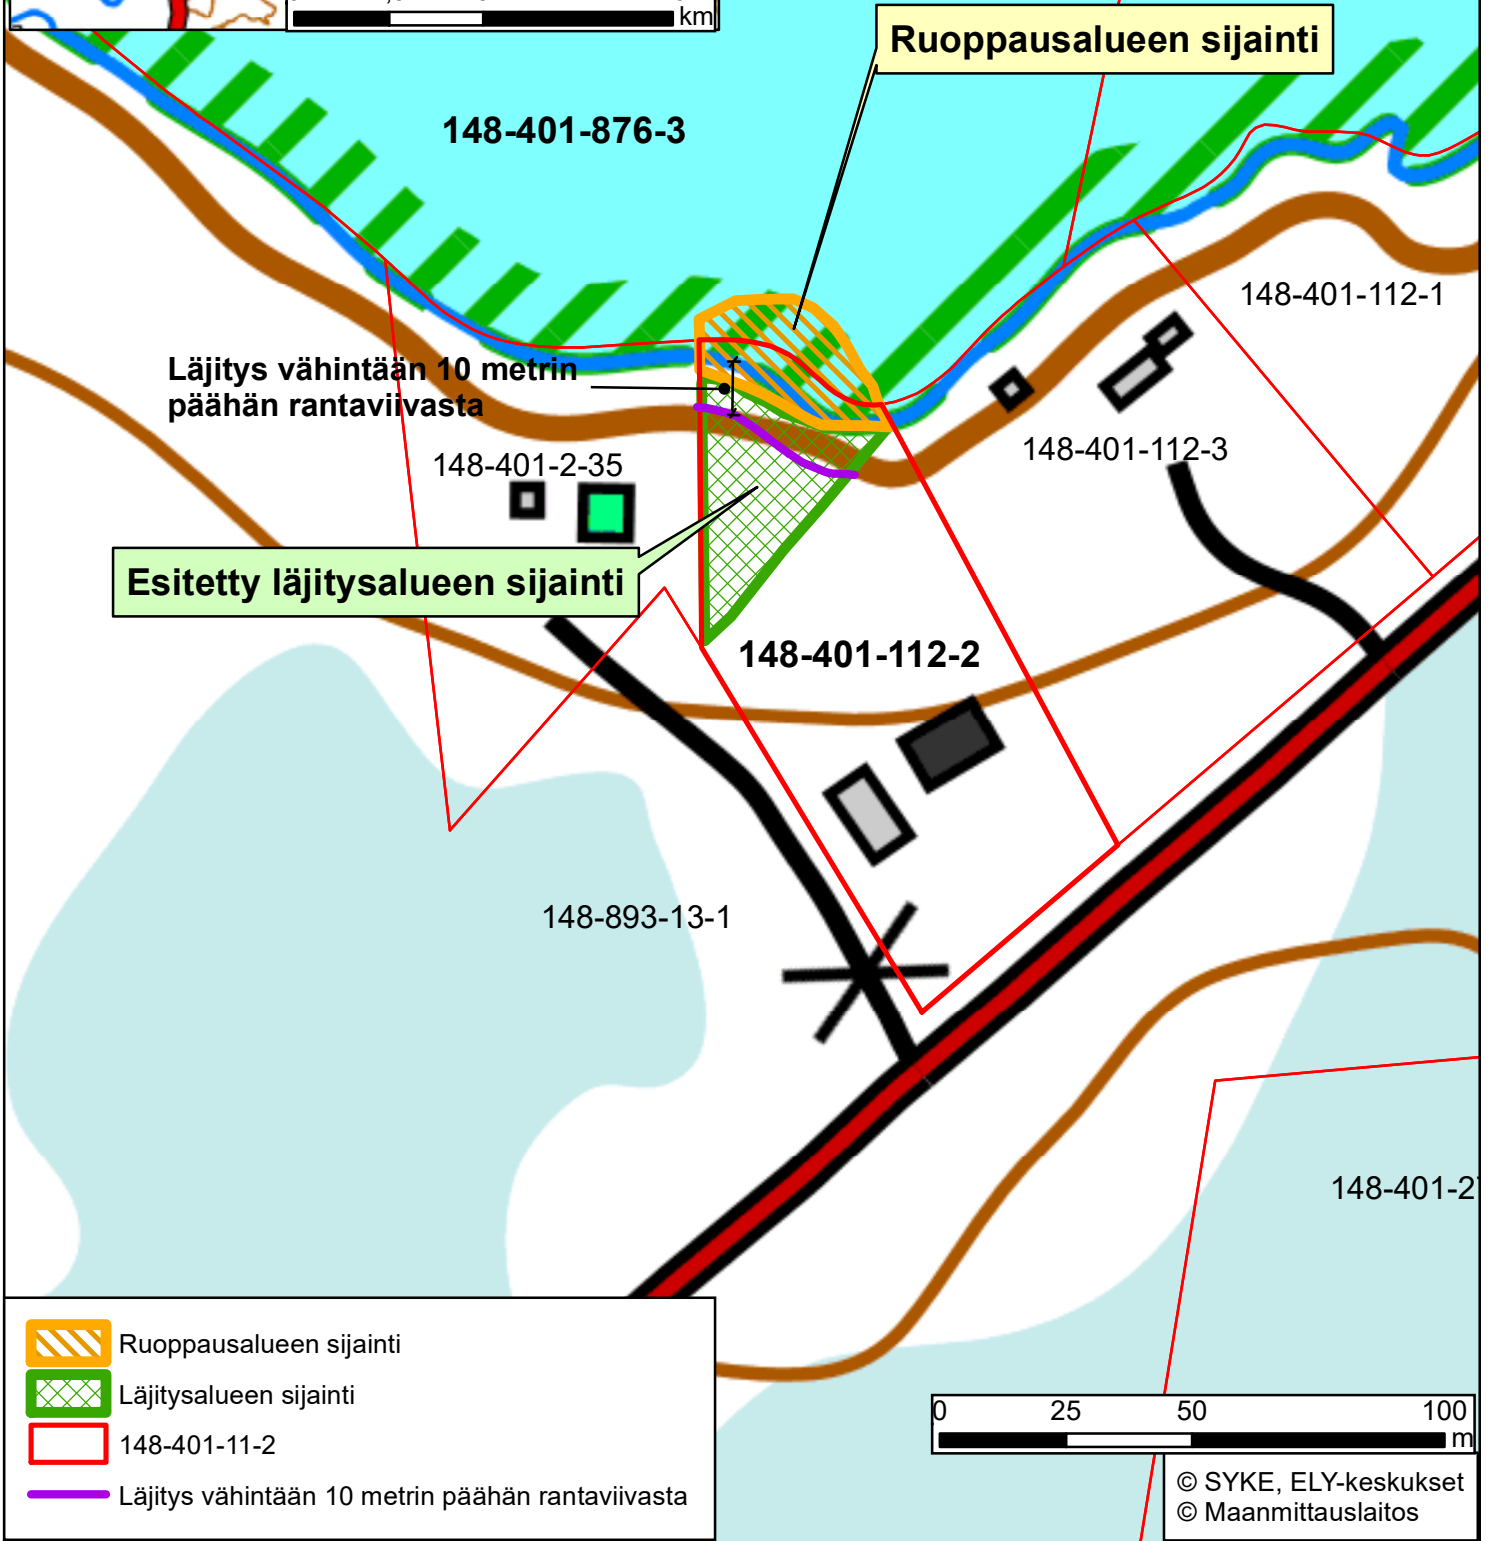 km
Ruoppausalueen sijainti
148-401-876-3
148-401-112-1
Läjitys vähintään 10 metrin
päähän rantaviivasta
148-401-112-3
148-401-2-35
Esitetty läjitysalueen sijainti
148-401-112-2
148-893-13-1
148-401-2
Ruoppausalueen sijainti
Läjitysalueen sijainti
148-401-11-2
Läjitys vähintään 10 metrin päähän rantaviivasta
0 25 50 100
m
© SYKE, ELY-keskukset
© Maanmittauslaitos